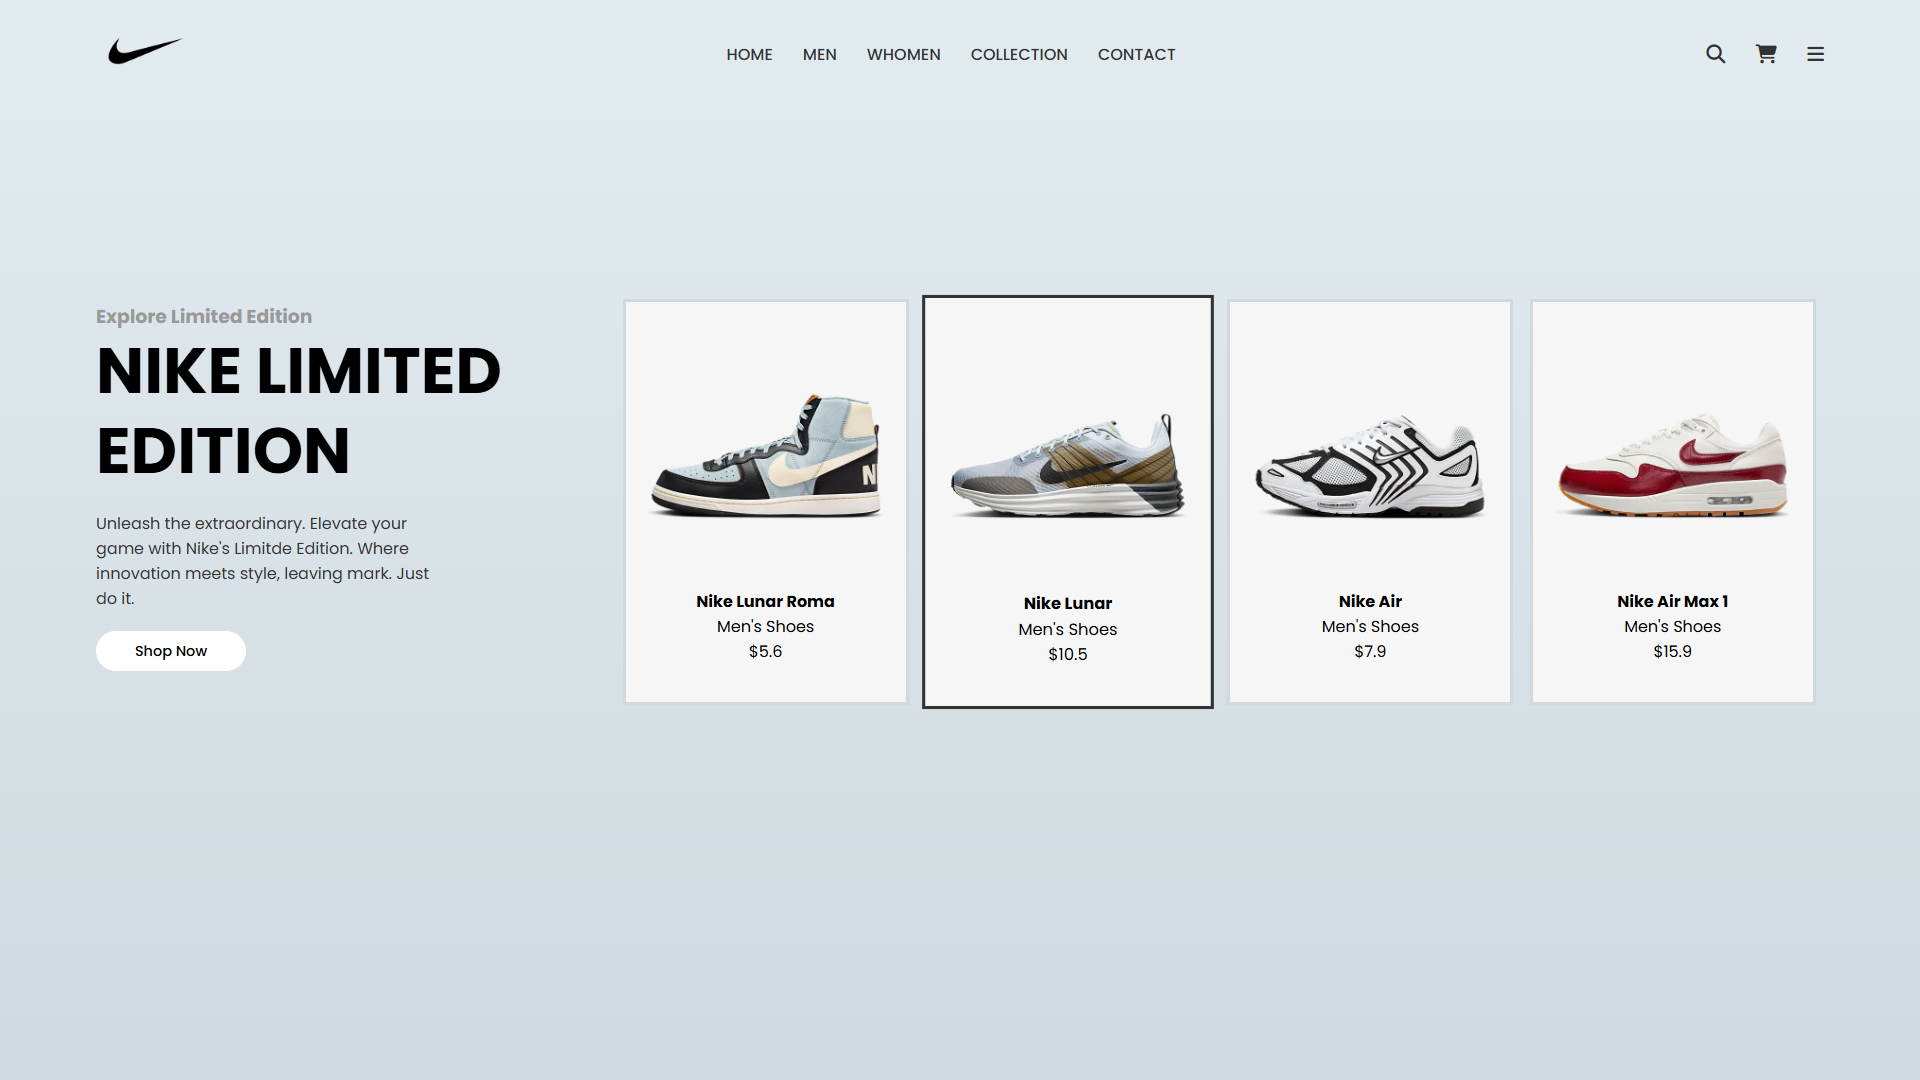 HOME MEN WHOMEN COLLECTION CONTACT
Explore Limited Edition
NIKE LIMITED
EDITION
Unleash the extraordinary. Elevate your
game with Nike's Limitde Edition. Where
innovation meets style, leaving mark. Just
do it.
Shop Now
Nike Lunar Roma
Men's Shoes
$5.6
Nike Lunar
Men's Shoes
$10.5
Nike Air
Men's Shoes
$7.9
Nike Air Max 1
Men's Shoes
$15.9